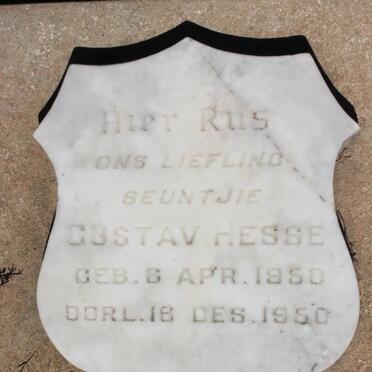 Hier Rus
ONS LIEFLING
SEUNTJIE
GUSTAV HESSE
GEB. 6 APR. 1950
OORL. 16 DES. 1950